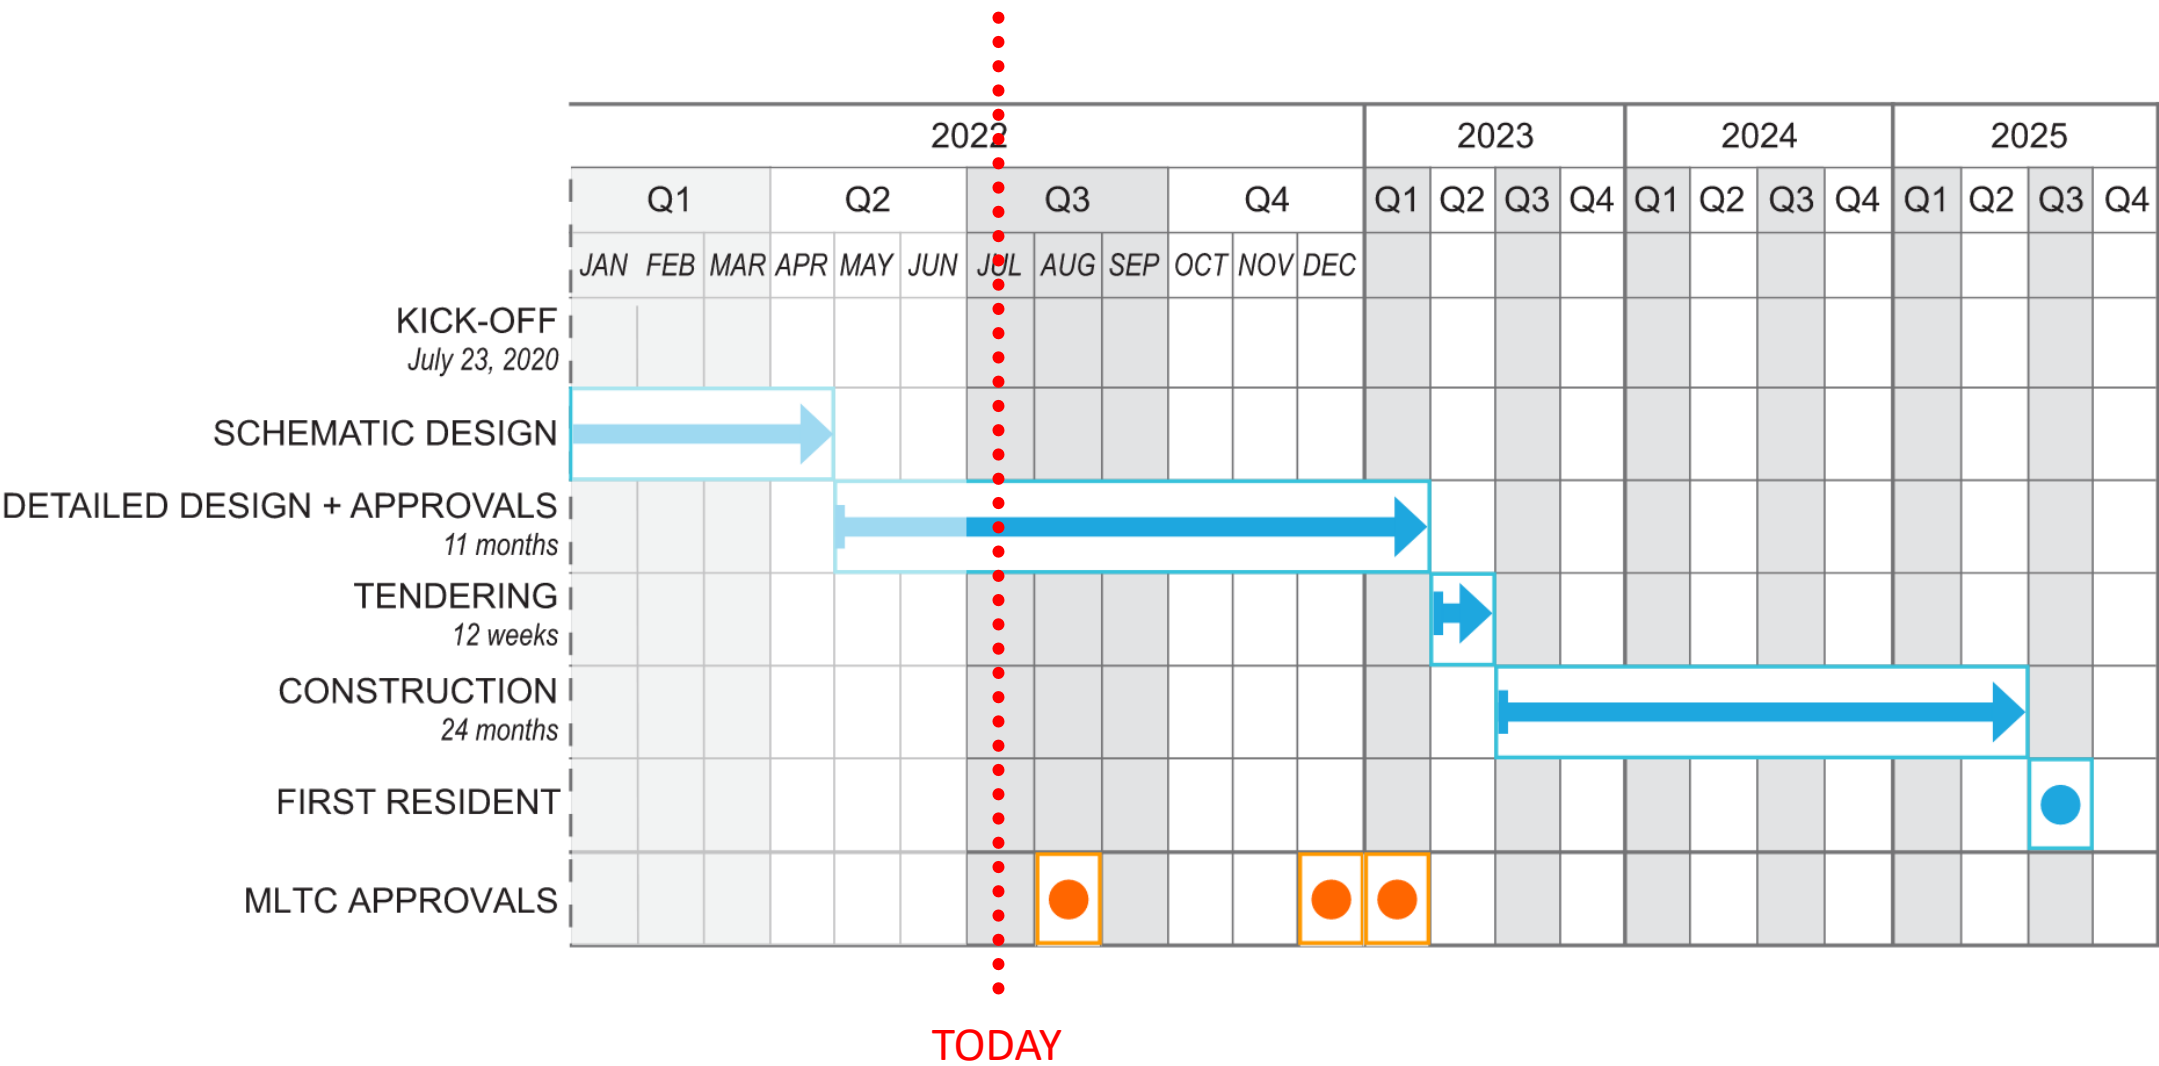 2022 2023 2024 2025
Q1 Q2 Q3 Q4 Q1 Q2 Q3 Q4 Q1 Q2 Q3 Q4 Q1 Q2 Q3 Q4
JAN FEB MAR APR MAY JUN JUL AUG SEP OCT NOV DEC
KICK-OFF
July 23, 2020
SCHEMATIC DESIGN
DETAILED DESIGN + APPROVALS
11 months
TENDERING
12 weeks
CONSTRUCTION
24 months
FIRST RESIDENT
MLTC APPROVALS
TODAY